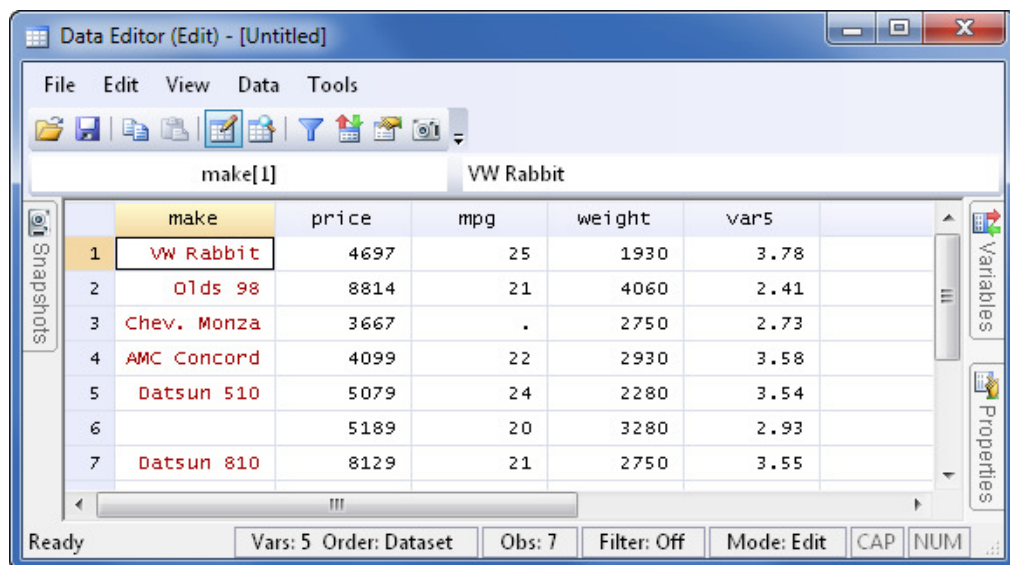 Data Editor (Edit) - [Untitled]
File Edit View Data Tools
make[1] VW Rabbit
Snapshots
make price mpg weight var5
1 VW Rabbit 4697 25 1930 3.78
2 Olds 98 8814 21 4060 2.41
3 Chev. Monza 3667 . 2750 2.73
4 AMC Concord 4099 22 2930 3.58
5 Datsun 510 5079 24 2280 3.54
6 5189 20 3280 2.93
7 Datsun 810 8129 21 2750 3.55
Variables
Properties
Ready Vars: 5 Order: Dataset Obs: 7 Filter: Off Mode: Edit CAP NUM